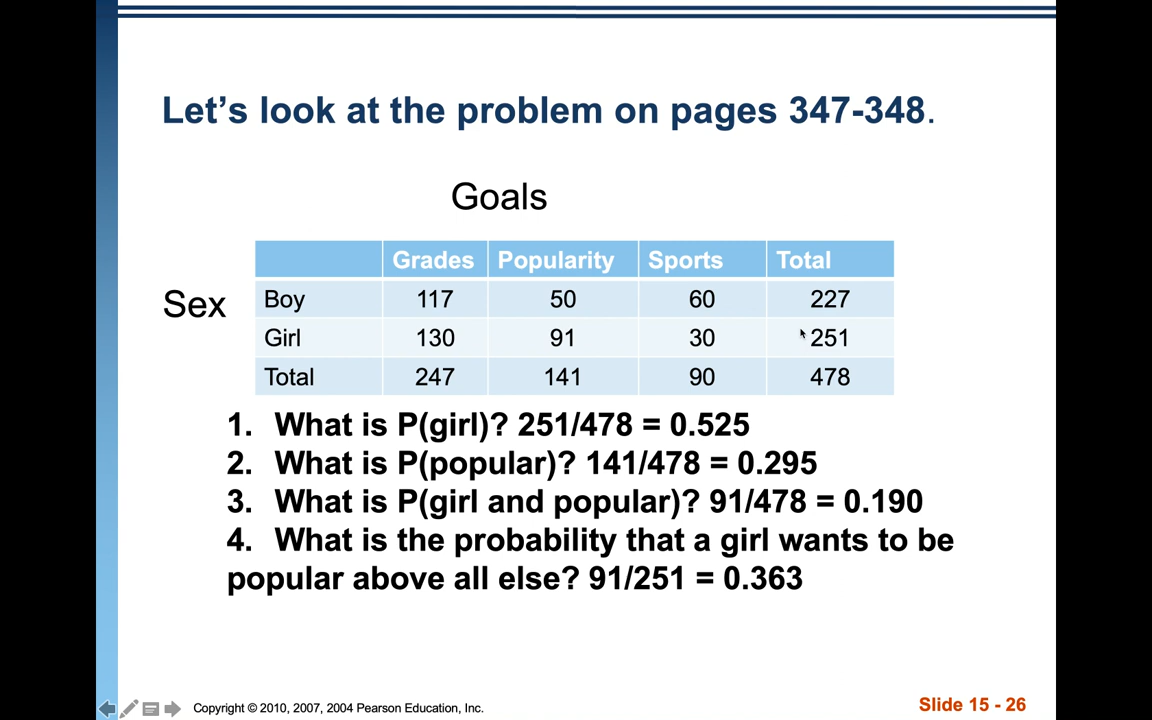 Let's look at the problem on pages 347-348.
Goals
Sex
Grades Popularity Sports Total
Boy 117 50 60 227
Girl 130 91 30 251
Total 247 141 90 478
1. What is P(girl)? 251/478 = 0.525
2. What is P(popular)? 141/478 = 0.295
3. What is P(girl and popular)? 91/478 = 0.190
4. What is the probability that a girl wants to be
popular above all else? 91/251 = 0.363
Copyright © 2010, 2007, 2004 Pearson Education, Inc.
Slide 15 - 26